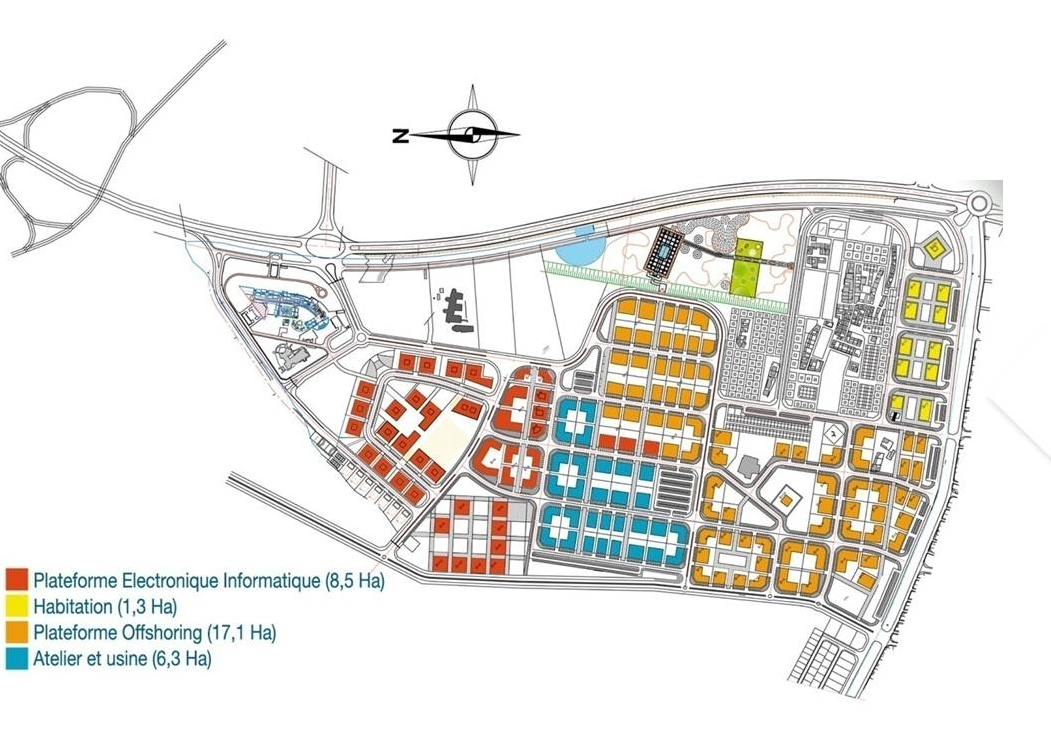 N
Plateforme Electronique Informatique (8,5 Ha)
Habitation (1,3 Ha)
Plateforme Offshoring (17,1 Ha)
Atelier et usine (6,3 Ha)